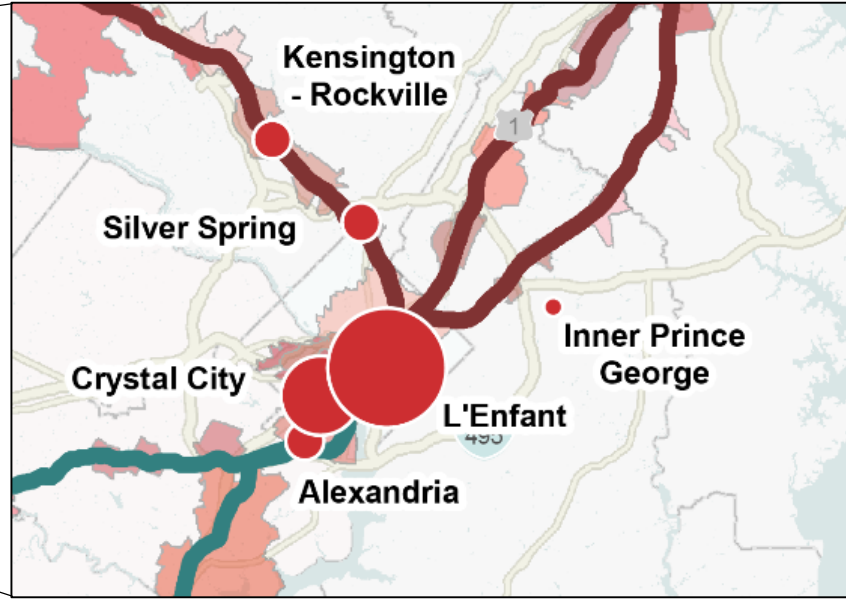 Kensington
- Rockville
1
Silver Spring
Inner Prince
George
Crystal City
L'Enfant
495
Alexandria